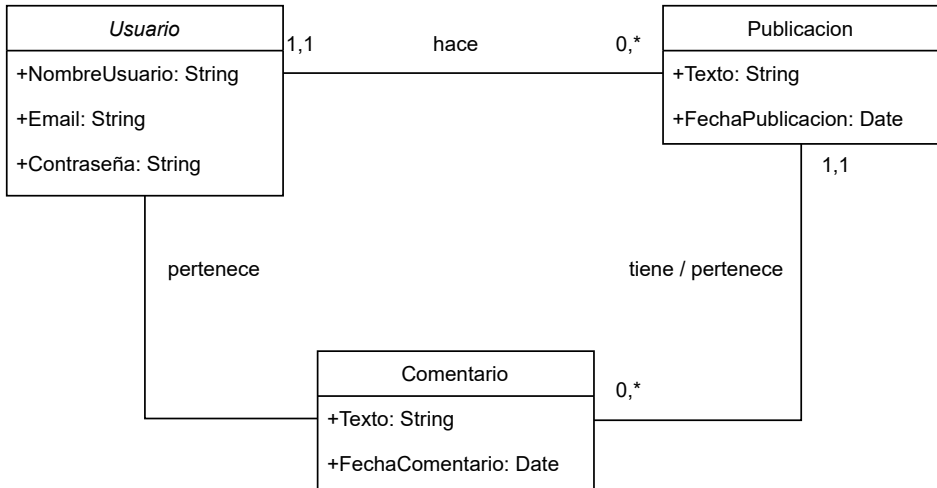 Usuario
+NombreUsuario: String
+Email: String
+Contraseña: String
1,1
hace
0,*
Publicacion
+Texto: String
+FechaPublicacion: Date
1,1
pertenece
tiene / pertenece
Comentario
+Texto: String
+FechaComentario: Date
0,*